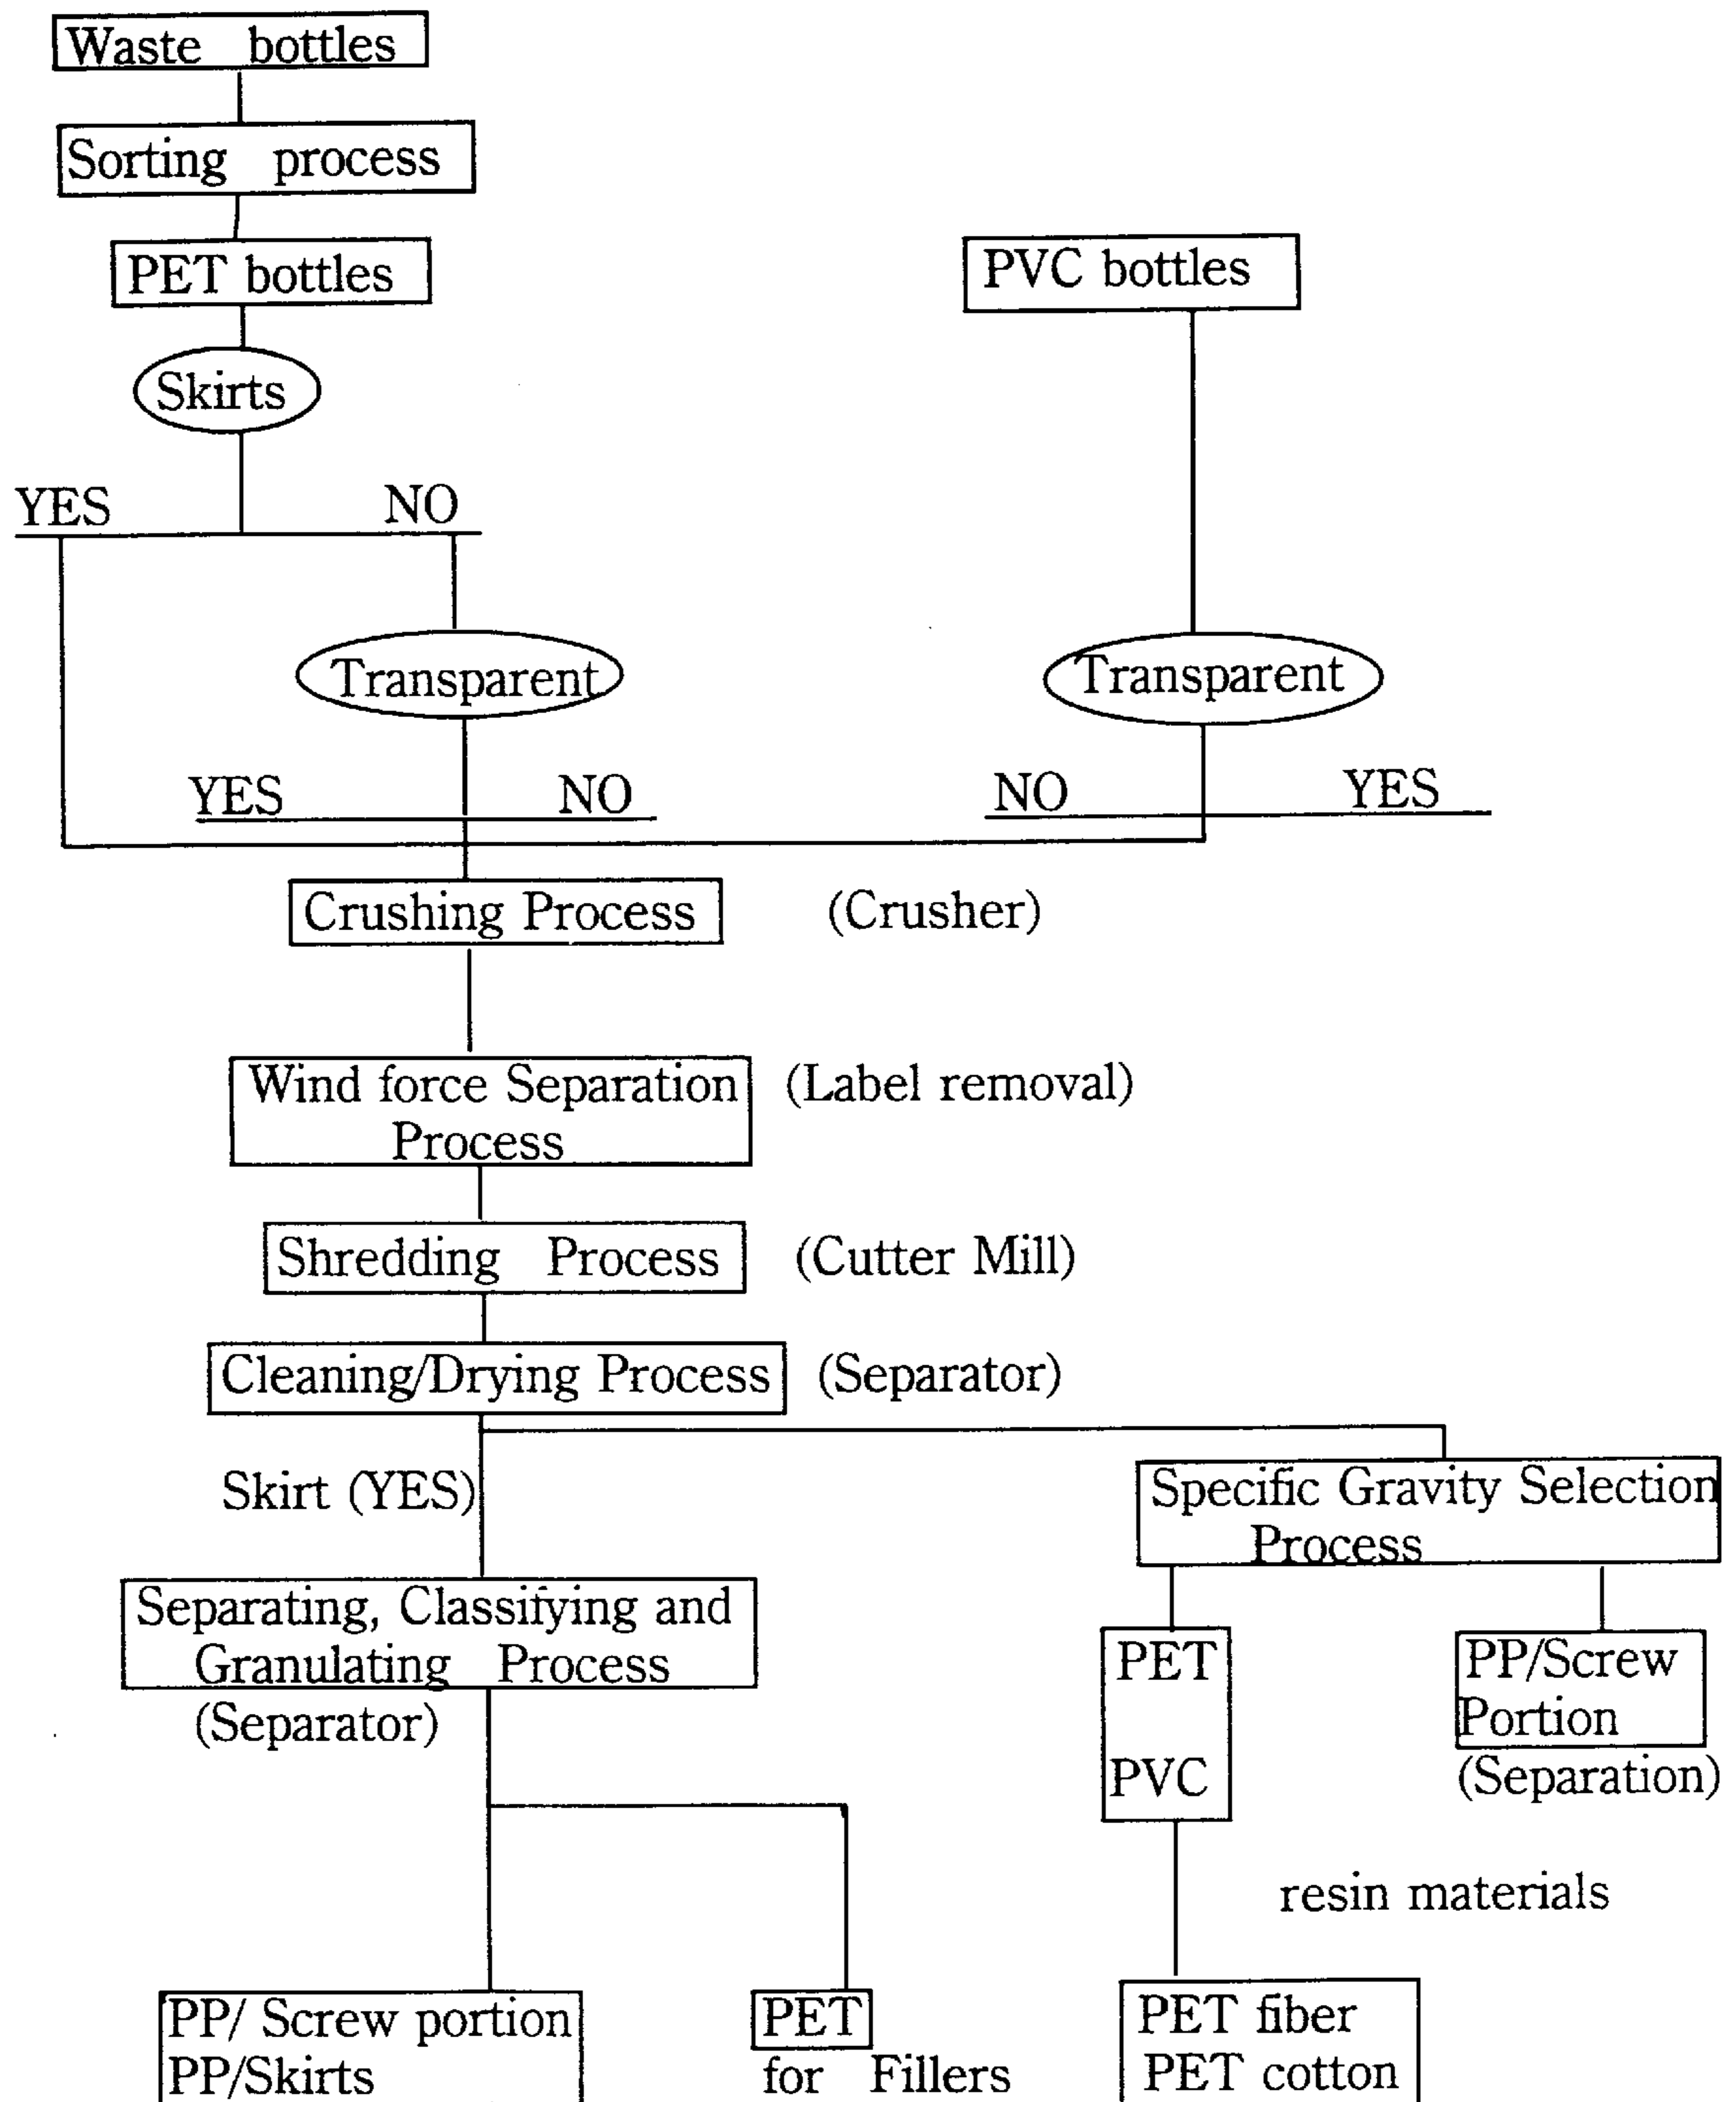 Waste bottles
Sorting process
PET bottles
PVC bottles
Skirts
YES NO
Transparent
Transparent
YES NO
NO YES
Crushing Process (Crusher)
Wind force Separation (Label removal)
Process
Shredding Process (Cutter Mill)
Cleaning/Drying Process (Separator)
Skirt (YES)
Specific Gravity Selection
Process
Separating, Classifying and
Granulating Process
(Separator)
PET
PVC
PP/Screw
Portion
(Separation)
resin materials
PP/ Screw portion
PP/Skirts
PET
for Fillers
PET fiber
PET cotton